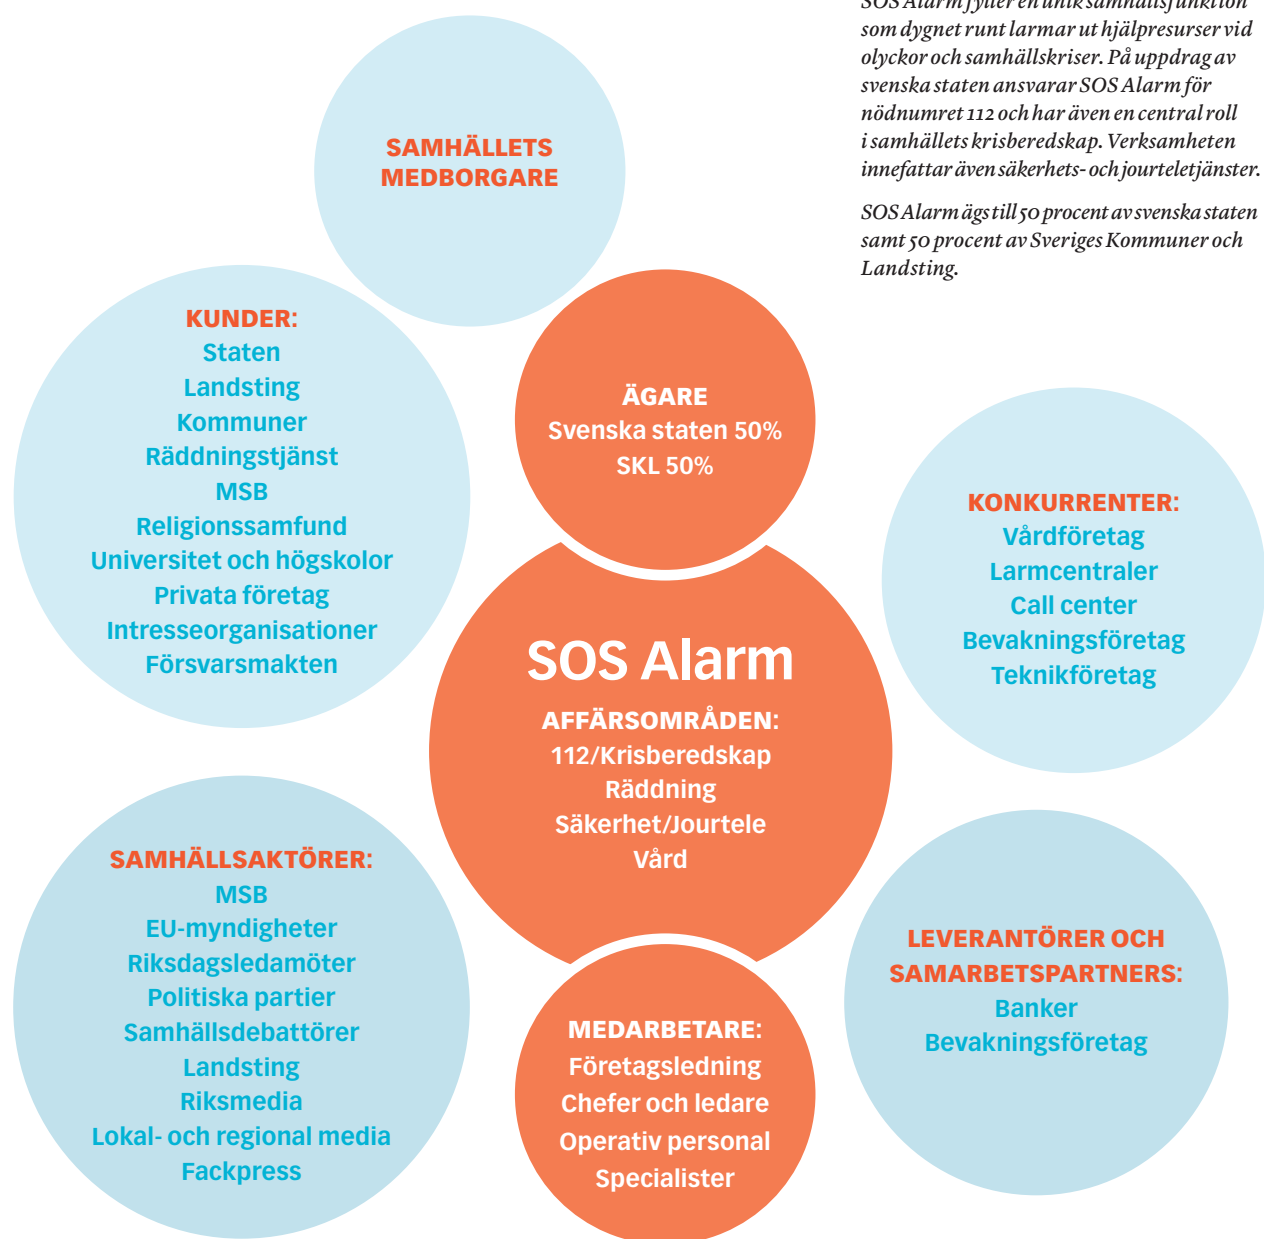 SOS Alarm fyller en unik samhällsfunktion
som dygnet runt larmar ut hjälpresurser vid
olyckor och samhällskriser. På uppdrag av
svenska staten ansvarar SOS Alarm för
nödnumret 112 och har även en central roll
i samhällets krisberedskap. Verksamheten
innefattar även säkerhets- och jourteletjänster.
SOS Alarm ägs till 50 procent av svenska staten
samt 50 procent av Sveriges Kommuner och
Landsting.
SAMHÄLLETS
MEDBORGARE
KUNDER:
Staten
Landsting
Kommuner
Räddningstjänst
MSB
Religionssamfund
Universitet och högskolor
Privata företag
Intresseorganisationer
Försvarsmakten
ÄGARE
Svenska staten 50%
SKL 50%
KONKURRENTER:
Vårdföretag
Larmcentraler
Call center
Bevakningsföretag
Teknikföretag
SOS Alarm
AFFÄRSOMRÅDEN:
112/Krisberedskap
Räddning
Säkerhet/Jourtele
Vård
SAMHÄLLSAKTÖRER:
MSB
EU-myndigheter
Riksdagsledamöter
Politiska partier
Samhällsdebattörer
Landsting
Riksmedia
Lokal- och regional media
Fackpress
MEDARBETARE:
Företagsledning
Chefer och ledare
Operativ personal
Specialister
LEVERANTÖRER OCH
SAMARBETSPARTNERS:
Banker
Bevakningsföretag